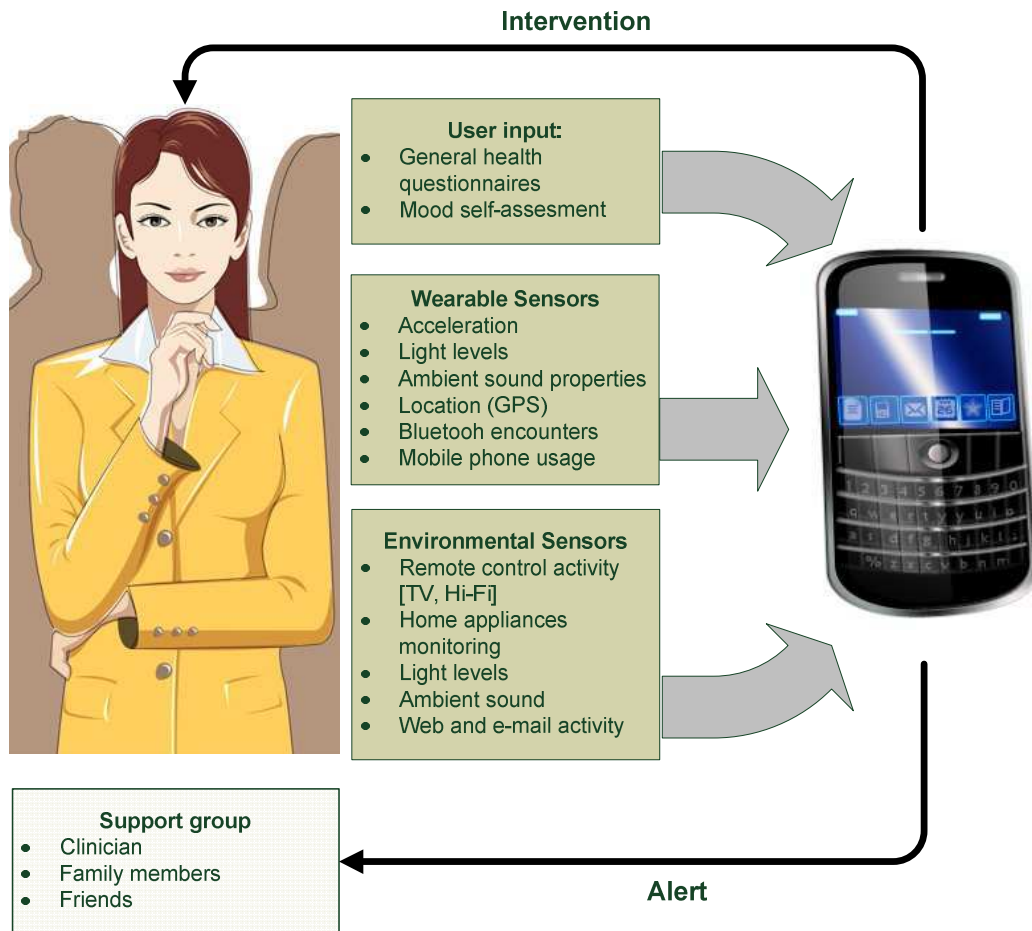 Intervention
User input:
• General health
questionnaires
• Mood self-assesment
Wearable Sensors
• Acceleration
• Light levels
• Ambient sound properties
• Location (GPS)
• Bluetooh encounters
• Mobile phone usage
Environmental Sensors
• Remote control activity
[TV, Hi-Fi]
• Home appliances
monitoring
• Light levels
• Ambient sound
• Web and e-mail activity
Support group
• Clinician
• Family members
• Friends
Alert